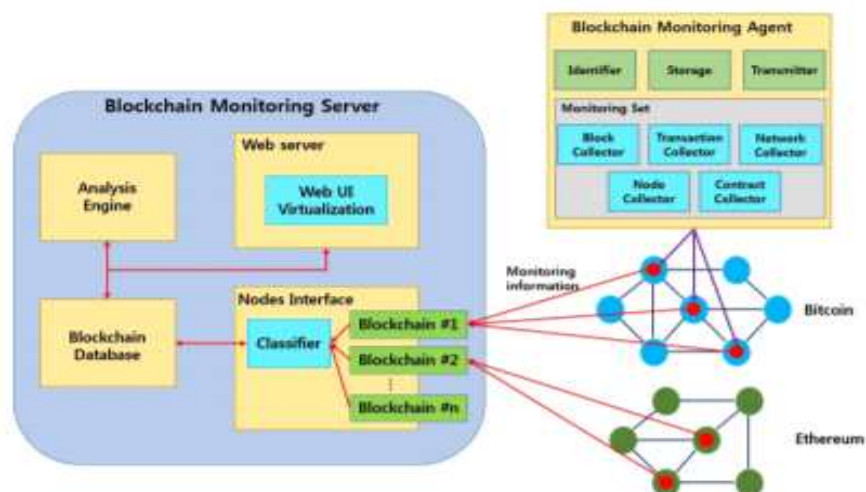 Blockchain Monitoring Agent
Identifier
Storage
Transmitter
Monitoring Set
Block
Collector
Transaction
Collector
Network
Collector
Node
Collector
Contract
Collector
Blockchain Monitoring Server
Analysis
Engine
Web server
Web UI
Virtualization
Blockchain
Database
Nodes Interface
Classifier
Blockchain #1
Blockchain #2
⋮
Blockchain #n
Monitoring
information
Bitcoin
Ethereum